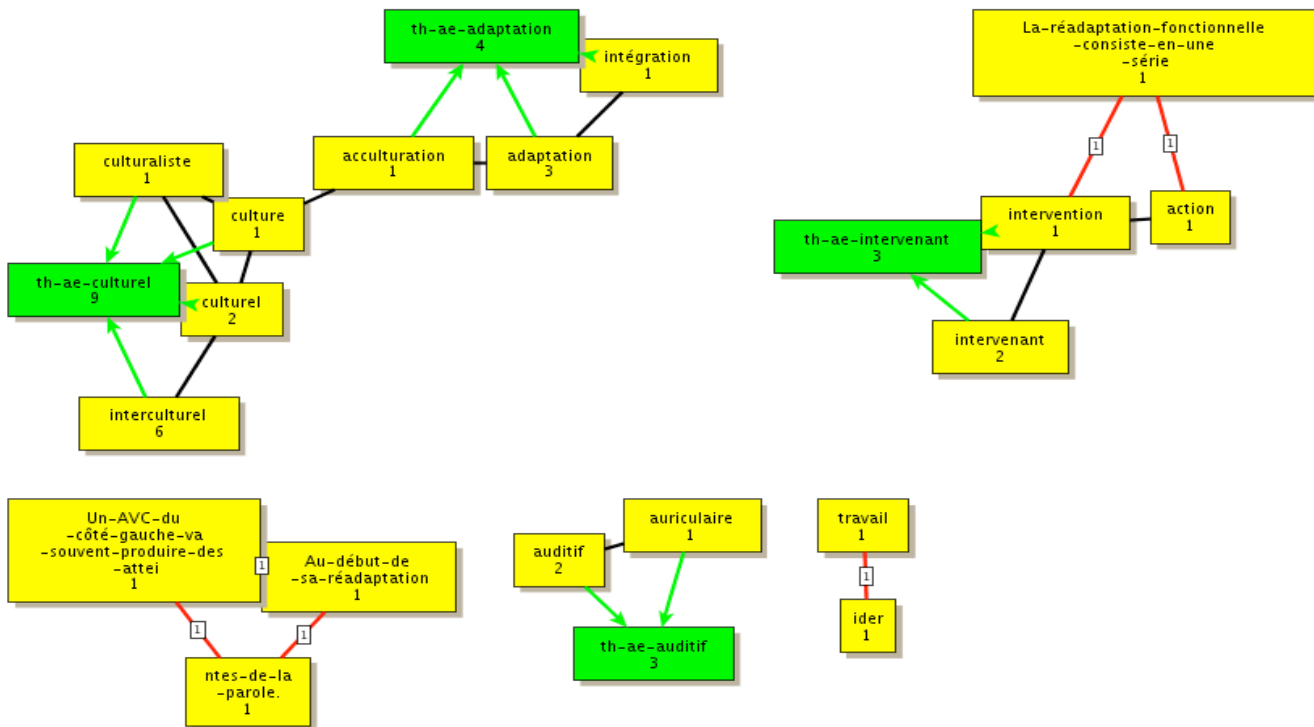 th-ae-adaptation
4
intégration
1
La-réadaptation-fonctionnelle
-consiste-en-une
-série
1
culturaliste
1
acculturation
1
adaptation
3
1
1
culture
1
intervention
1
action
1
th-ae-intervenant
3
th-ae-culturel
9
culturel
2
intervenant
2
interculturel
6
Un-AVC-du
-côté-gauche-va
-souvent-produire-des
-attei
1
1
Au-début-de
-sa-réadaptation
1
1
1
ntes-de-la
-parole.
1
auditif
2
auriculaire
1
th-ae-auditif
3
travail
1
1
ider
1